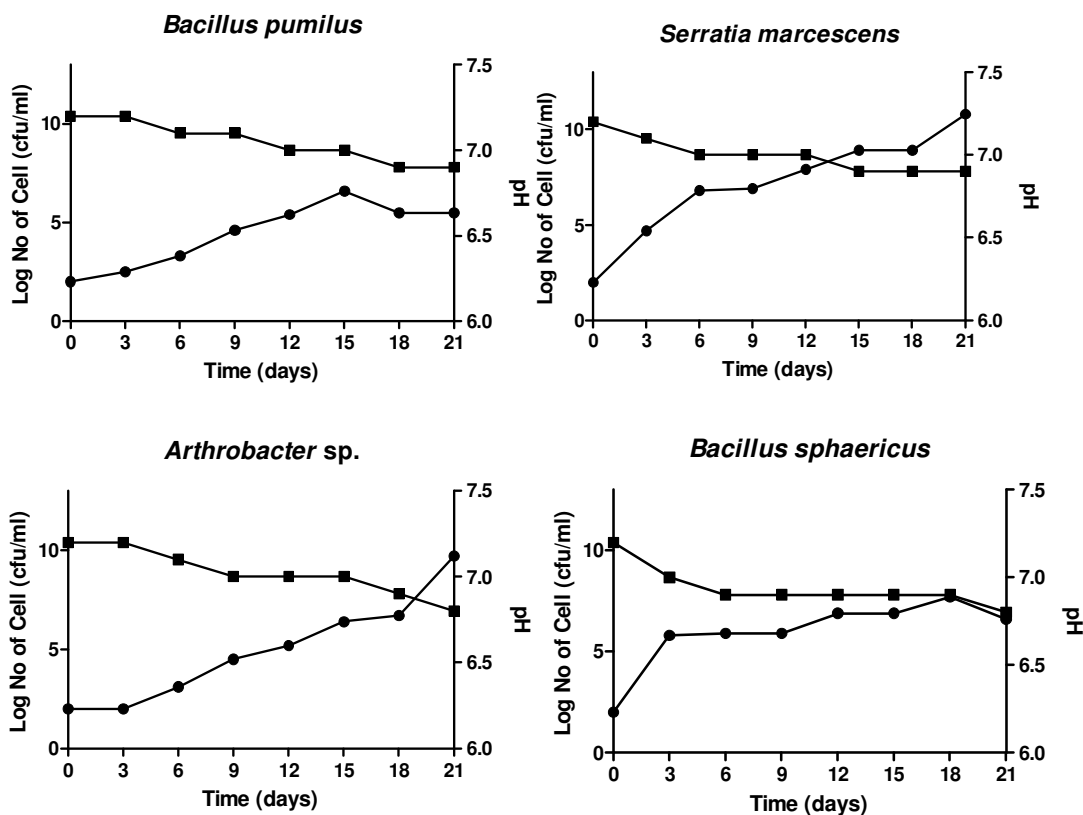 Bacillus pumilus
Log No of Cell (cfu/ml)
10
5
0
7.5
7.0
6.5
6.0
pH
0 3 6 9 12 15 18 21
Time (days)
Serratia marcescens
Log No of Cell (cfu/ml)
10
5
0
7.5
7.0
6.5
6.0
pH
0 3 6 9 12 15 18 21
Time (days)
Arthrobacter sp.
Log No of Cell (cfu/ml)
10
5
0
7.5
7.0
6.5
6.0
pH
0 3 6 9 12 15 18 21
Time (days)
Bacillus sphaericus
Log No of Cell (cfu/ml)
10
5
0
7.5
7.0
6.5
6.0
pH
0 3 6 9 12 15 18 21
Time (days)